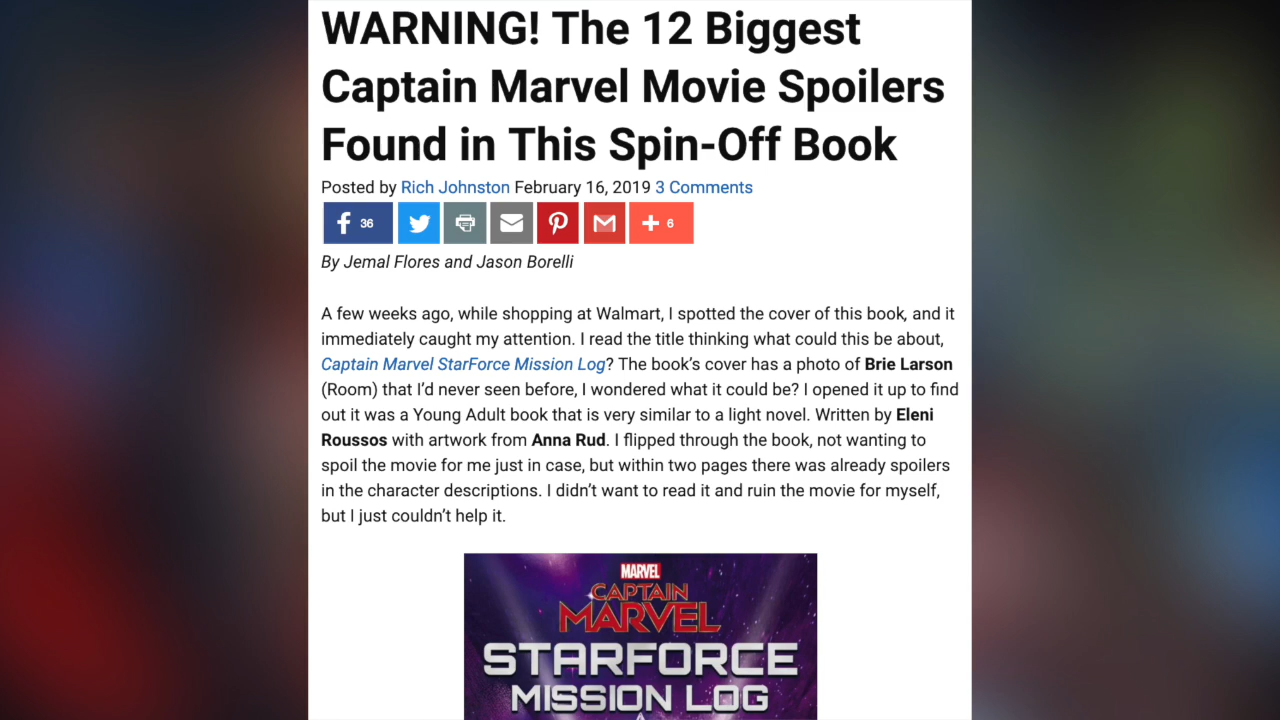 WARNING! The 12 Biggest
Captain Marvel Movie Spoilers
Found in This Spin-Off Book
Posted by Rich Johnston February 16, 2019 3 Comments
36
6
By Jemal Flores and Jason Borelli
A few weeks ago, while shopping at Walmart, I spotted the cover of this book, and it
immediately caught my attention. I read the title thinking what could this be about,
Captain Marvel StarForce Mission Log? The book’s cover has a photo of Brie Larson
(Room) that I’d never seen before, I wondered what it could be? I opened it up to find
out it was a Young Adult book that is very similar to a light novel. Written by Eleni
Roussos with artwork from Anna Rud. I flipped through the book, not wanting to
spoil the movie for me just in case, but within two pages there was already spoilers
in the character descriptions. I didn’t want to read it and ruin the movie for myself,
but I just couldn’t help it.
MARVEL
CAPTAIN
MARVEL
STARFORCE
MISSION LOG